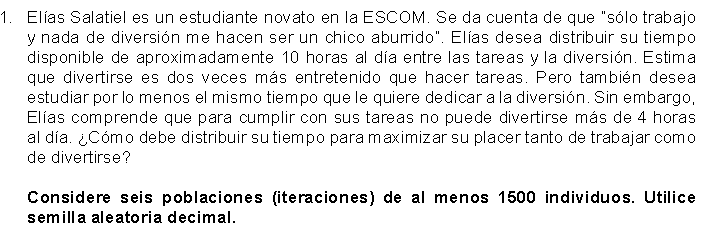 1. Elías Salatiel es un estudiante novato en la ESCOM. Se da cuenta de que "sólo trabajo
y nada de diversión me hacen ser un chico aburrido". Elías desea distribuir su tiempo
disponible de aproximadamente 10 horas al día entre las tareas y la diversión. Estima
que divertirse es dos veces más entretenido que hacer tareas. Pero también desea
estudiar por lo menos el mismo tiempo que le quiere dedicar a la diversión. Sin embargo,
Elías comprende que para cumplir con sus tareas no puede divertirse más de 4 horas
al día. ¿Cómo debe distribuir su tiempo para maximizar su placer tanto de trabajar como
de divertirse?
Considere seis poblaciones (iteraciones) de al menos 1500 individuos. Utilice
semilla aleatoria decimal.